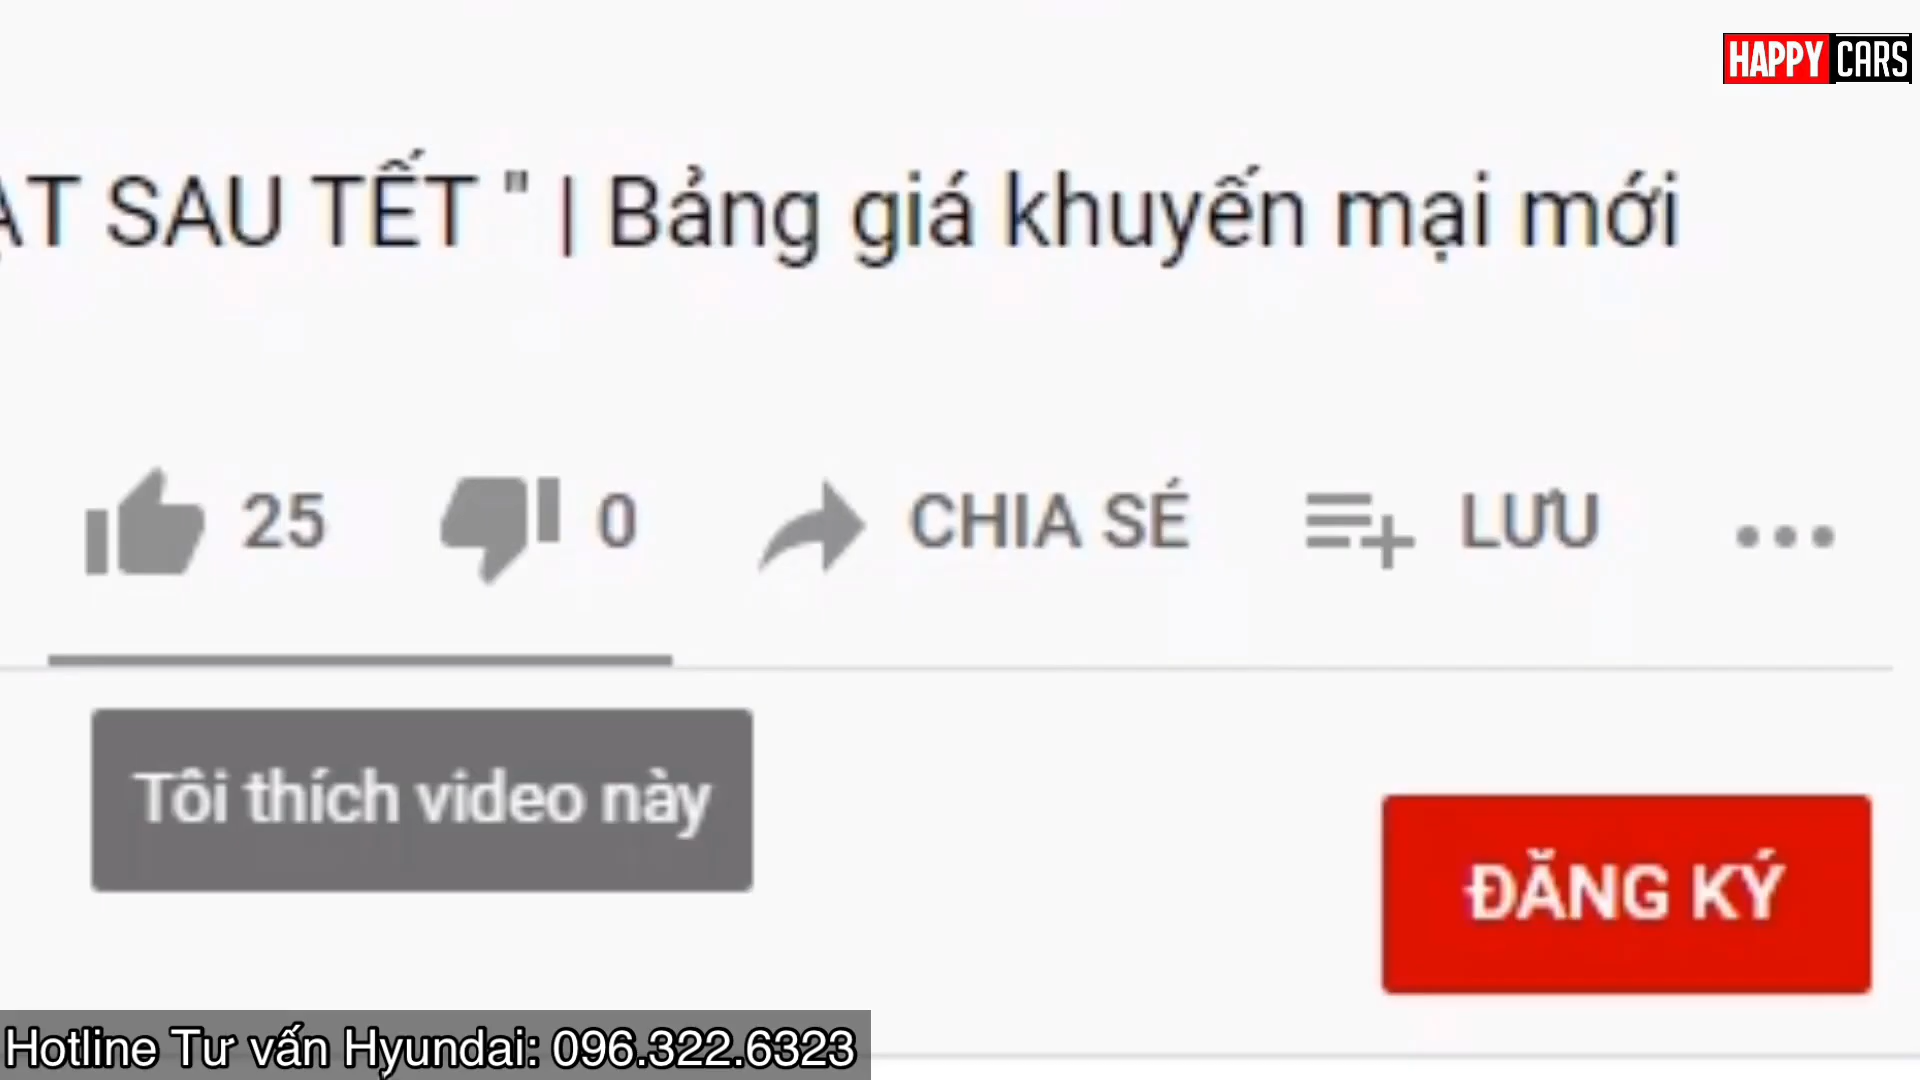 HAPPY CARS
SAU TẾT " | Bảng giá khuyến mại mới
25 0 CHIA SẺ LƯU
Tôi thích video này
ĐĂNG KÝ
Hotline Tư vấn Hyundai: 096.322.6323